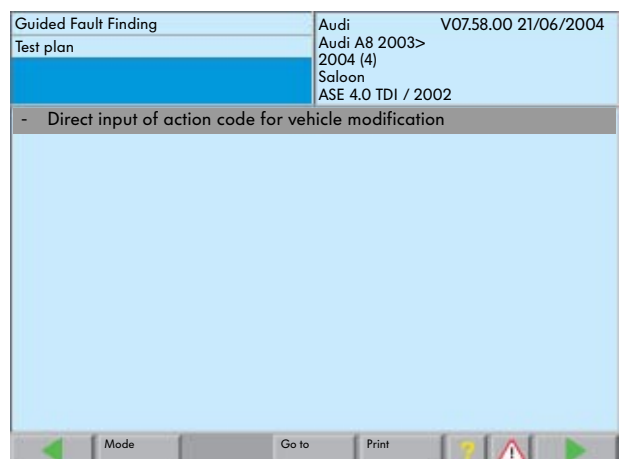 Guided Fault Finding
Test plan
Audi V07.58.00 21/06/2004
Audi A8 2003>
2004 (4)
Saloon
ASE 4.0 TDI / 2002
- Direct input of action code for vehicle modification
Mode Go to Print ?